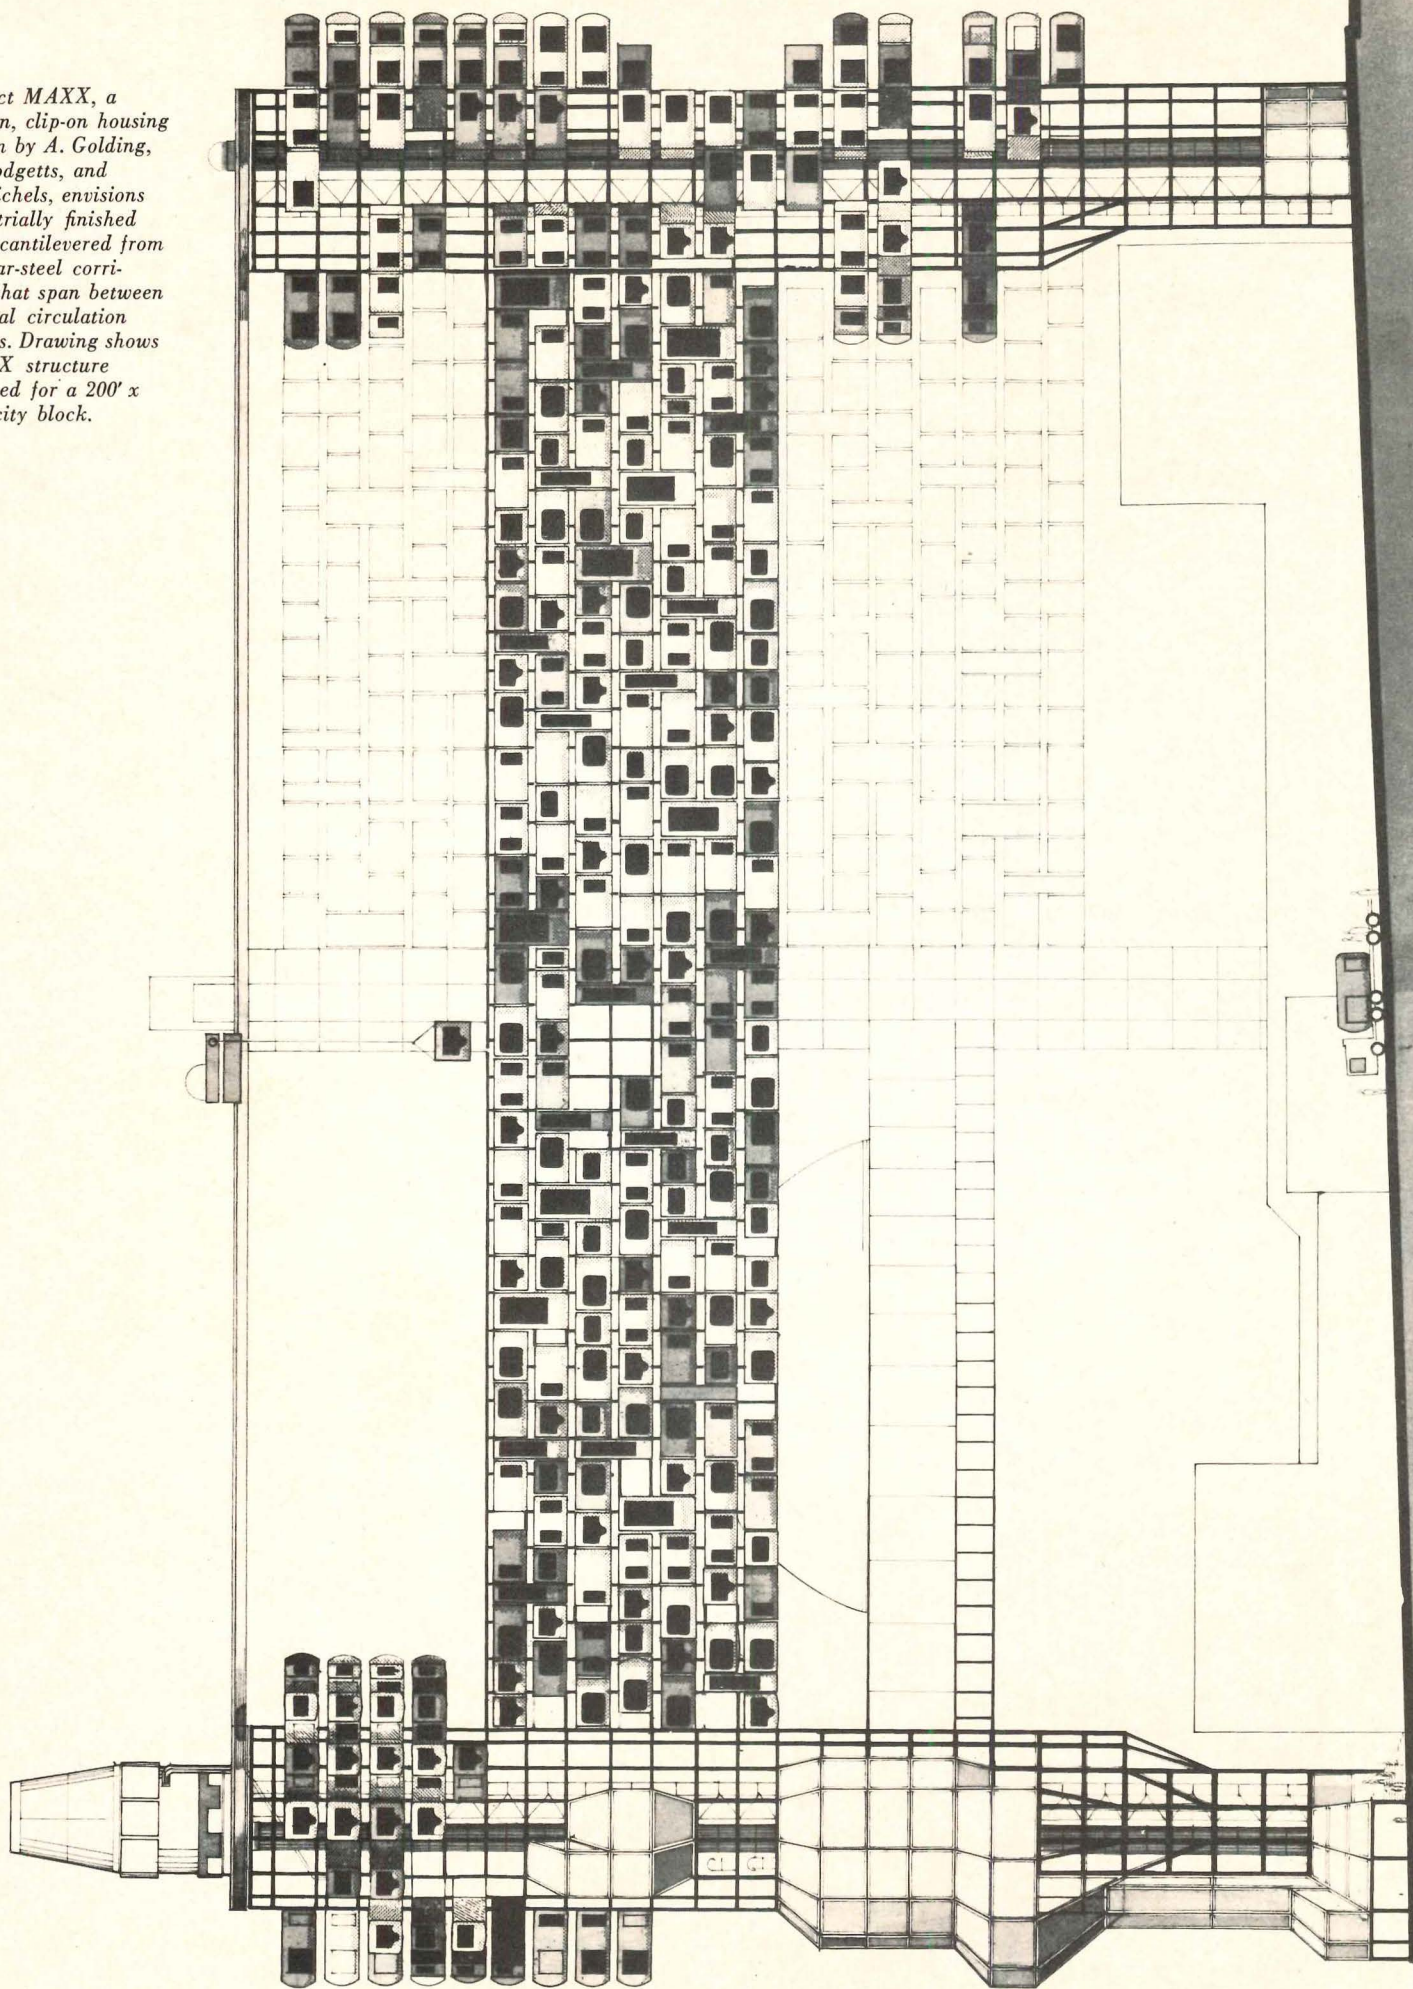 ct MAXX, a
n, clip-on housing
n by A. Golding,
odgetts, and
ichels, envisions
trially finished
cantilevered from
ar-steel corri-
hat span between
al circulation
s. Drawing shows
X structure
ed for a 200' x
city block.